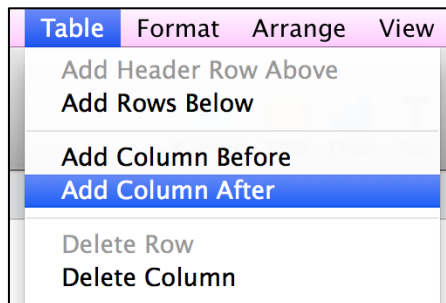 Table Format Arrange View
Add Header Row Above
Add Rows Below
Add Column Before
Add Column After
Delete Row
Delete Column